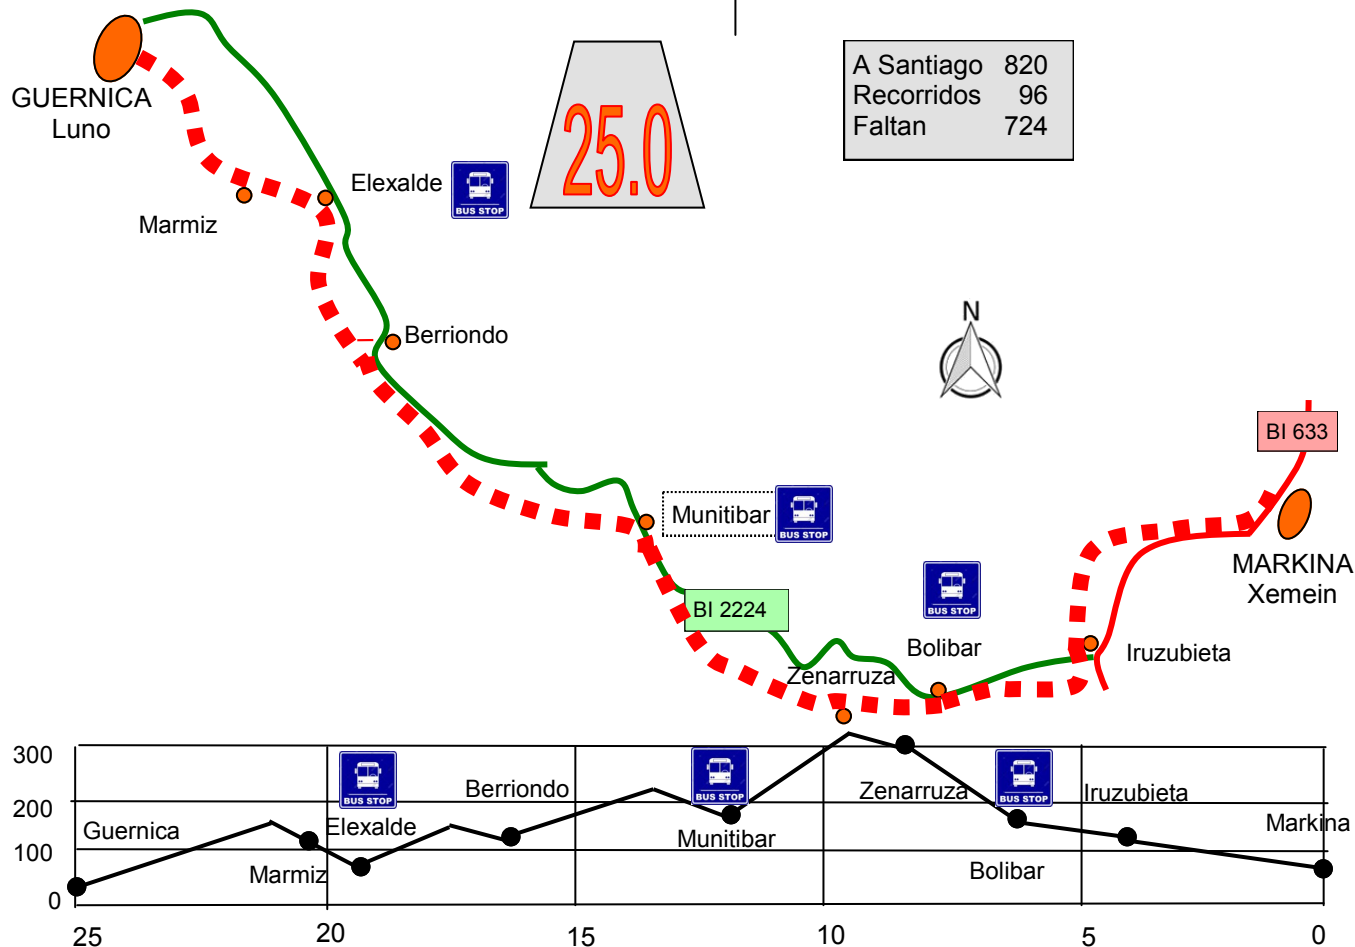 GUERNICA
Luno
25.0
A Santiago 820
Recorridos 96
Faltan 724
Elexalde
BUS STOP
Marmiz
N
Berriondo
BI 633
Munitibar
BUS STOP
MARKINA
Xemein
BI 2224
BUS STOP
Bolibar
Iruzubieta
Zenarruza
300
200
100
0
BUS STOP
BUS STOP
BUS STOP
Guernica
Elexalde
Marmiz
Berriondo
Munitibar
Zenarruza
Bolibar
Iruzubieta
Markina
25 20 15 10 5 0